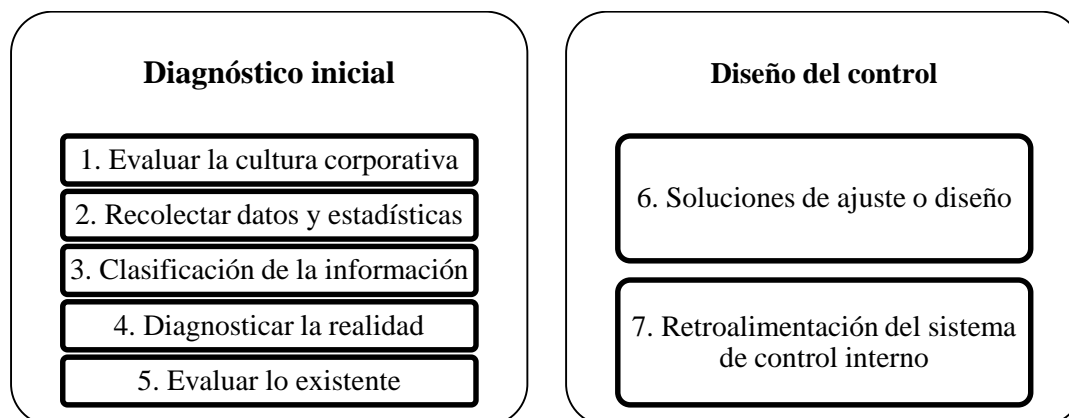 Diagnóstico inicial
1. Evaluar la cultura corporativa
2. Recolectar datos y estadísticas
3. Clasificación de la información
4. Diagnosticar la realidad
5. Evaluar lo existente
Diseño del control
6. Soluciones de ajuste o diseño
7. Retroalimentación del sistema
de control interno